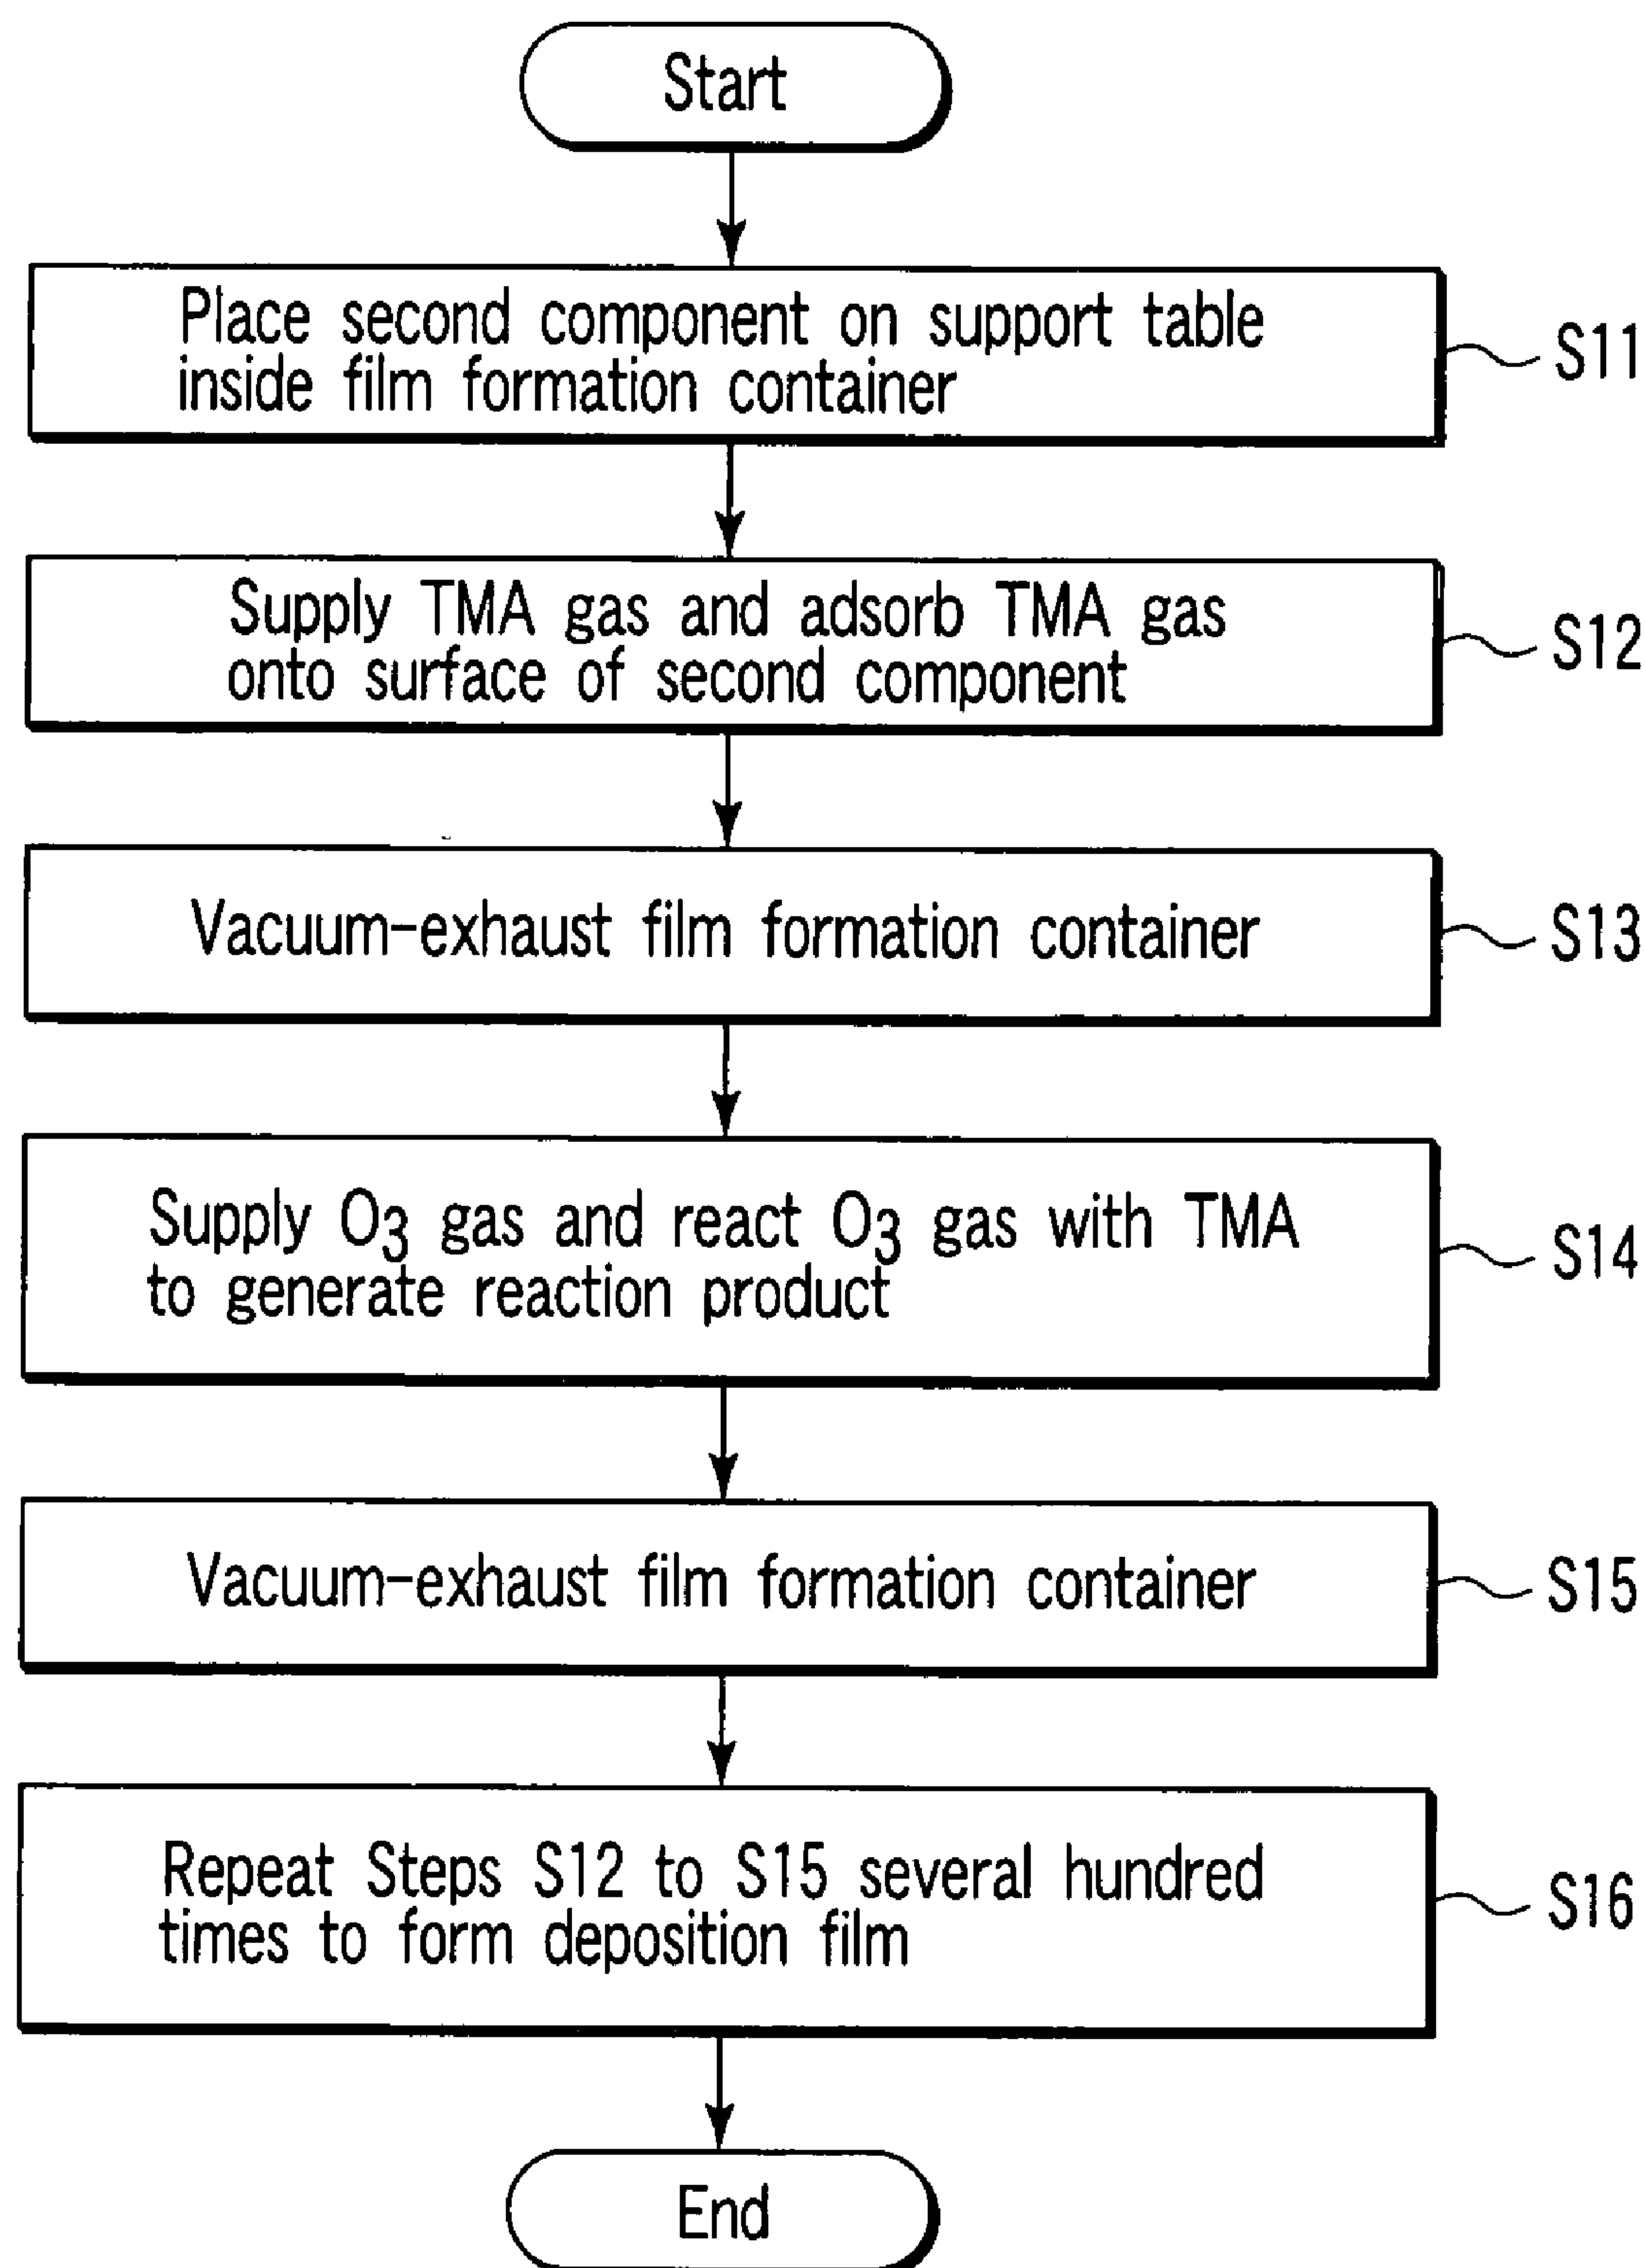 Start
Place second component on support table
inside film formation container
S11
Supply TMA gas and adsorb TMA gas
onto surface of second component
S12
Vacuum-exhaust film formation container
S13
Supply O3 gas and react O3 gas with TMA
to generate reaction product
S14
Vacuum-exhaust film formation container
S15
Repeat Steps S12 to S15 several hundred
times to form deposition film
S16
End